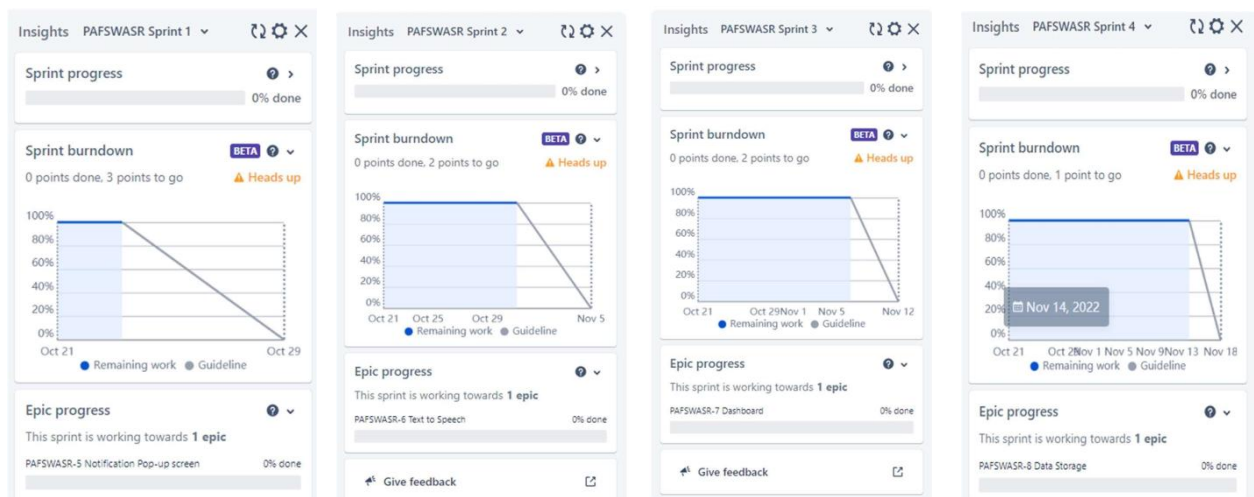 Insights PAFSWASR Sprint 1
Sprint progress
0% done
Sprint burndown BETA
0 points done, 3 points to go Heads up
100%
80%
60%
40%
20%
0%
Oct 21 Oct 29
Remaining work Guideline
Epic progress
This sprint is working towards 1 epic
PAFSWASR-5 Notification Pop-up screen 0% done
Insights PAFSWASR Sprint 2
Sprint progress
0% done
Sprint burndown BETA
0 points done, 2 points to go Heads up
100%
80%
60%
40%
20%
0%
Oct 21 Oct 25 Oct 29 Nov 5
Remaining work Guideline
Epic progress
This sprint is working towards 1 epic
PAFSWASR-6 Text to Speech 0% done
Give feedback
Insights PAFSWASR Sprint 3
Sprint progress
0% done
Sprint burndown BETA
0 points done, 2 points to go Heads up
100%
80%
60%
40%
20%
0%
Oct 21 Oct 29 Nov 1 Nov 5 Nov 12
Remaining work Guideline
Epic progress
This sprint is working towards 1 epic
PAFSWASR-7 Dashboard 0% done
Give feedback
Insights PAFSWASR Sprint 4
Sprint progress
0% done
Sprint burndown BETA
0 points done, 1 point to go Heads up
100%
80%
60%
40%
20%
Nov 14, 2022
0%
Oct 21 Oct Nov 1 Nov 5 Nov 9 Nov 13 Nov 18
Remaining work Guideline
Epic progress
This sprint is working towards 1 epic
PAFSWASR-8 Data Storage 0% done